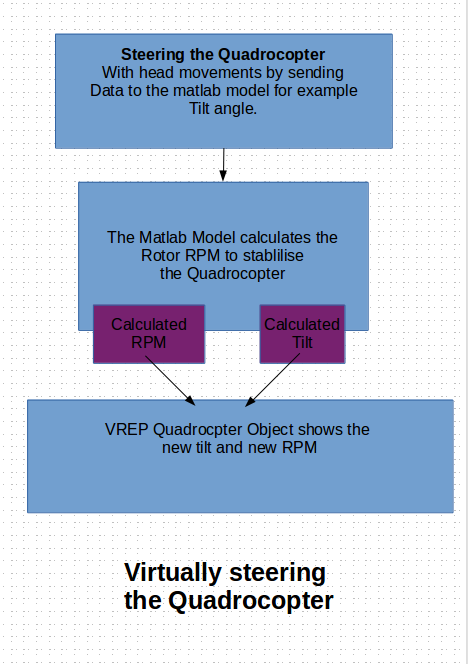 Steering the Quadrocopter
With head movements by sending
Data to the matlab model for example
Tilt angle.
The Matlab Model calculates the
Rotor RPM to stablilise
the Quadrocopter
Calculated
RPM
Calculated
Tilt
VREP Quadrocpter Object shows the
new tilt and new RPM
Virtually steering
the Quadrocopter